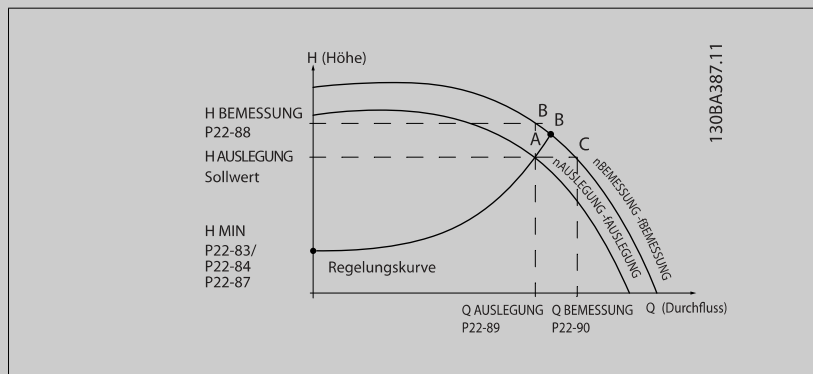 130BA387.11
H (Höhe)
H BEMESSUNG
P22-88
B
B
A
C
H AUSLEGUNG
Sollwert
nAUSLEGUNG -fAUSLEGUNG
nBEMESSUNG -fBEMESSUNG
H MIN
P22-83/
P22-84
P22-87
Regelungskurve
Q AUSLEGUNG
P22-89
Q BEMESSUNG
P22-90
Q (Durchfluss)